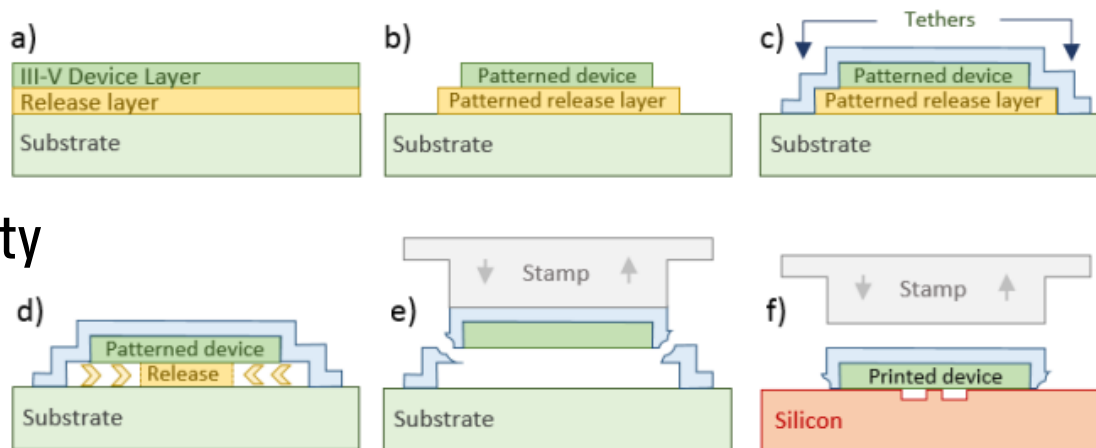 a)
III-V Device Layer
Release layer
Substrate
b)
Patterned device
Patterned release layer
Substrate
c)
Tethers
Patterned device
Patterned release layer
Substrate
ty
d)
Patterned device
Release
Substrate
e)
Stamp
Substrate
f)
Stamp
Printed device
Silicon